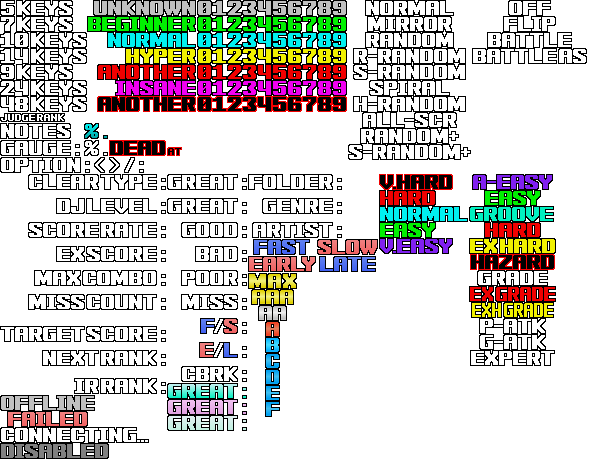 5KEYS UNKNOWN0123456789 NORMAL OFF
7KEYS BEGINNER0123456789 MIRROR FLIP
10KEYS NORMAL0123456789 RANDOM BATTLE
14KEYS HYPER0123456789 R-RANDOM BATTLEAS
9KEYS ANOTHER0123456789 S-RANDOM
24KEYS INSANE0123456789 SPIRAL
48KEYS ANOTHER0123456789 H-RANDOM
JUDGERANK ALL-SCR
NOTES %. RANDOM+
GAUGE:%.DEAD AT S-RANDOM+
OPTION:<>/:
CLEARTYPE:GREAT:FOLDER: V.HARD A-EASY
HARD EASY
DJLEVEL:GREAT: GENRE: NORMAL GROOVE
SCORERATE: GOOD:ARTIST: EASY HARD
EXSCORE: BAD: FAST SLOW V.EASY EXHARD
EARLY LATE HAZARD
MAXCOMBO: POOR:MAX GRADE
MISSCOUNT: MISS: AAA EXGRADE
AA EXHGRADE
TARGETSCORE: F/S: A P-ATK
B G-ATK
NEXTRANK: E/L: C EXPERT
IRRANK: CBRK: D
GREAT: E
OFFLINE GREAT: F
FAILED GREAT:
CONNECTING...
DISABLED